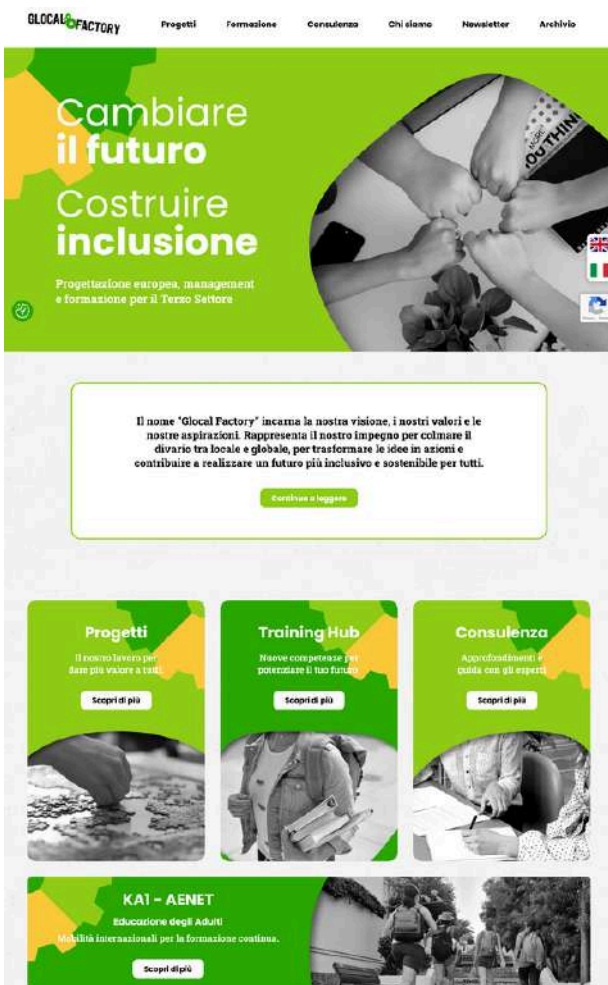 GLOCAL FACTORY
Progetti
Formazione
Consulenza
Chi siamo
Newsletter
Archivio
Cambiare
il futuro
Costruire
inclusione
Progettazione europea, management
e formazione per il Terzo Settore
MORE
YOU THINK
Il nome "Glocal Factory" incarna la nostra visione, i nostri valori e le
nostre aspirazioni. Rappresenta il nostro impegno per colmare il
divario tra locale e globale, per trasformare le idee in azioni e
contribuire a realizzare un futuro più inclusivo e sostenibile per tutti.
Continua a leggere
Progetti
Il nostro lavoro per
dare più valore a tutti.
Scopri di più
Training Hub
Nuove competenze per
potenziare il tuo futuro
Scopri di più
Consulenza
Approfondimenti e
guida con gli esperti
Scopri di più
KA1 - AENET
Educazione degli Adulti
Mobilità internazionali per la formazione continua.
Scopri di più